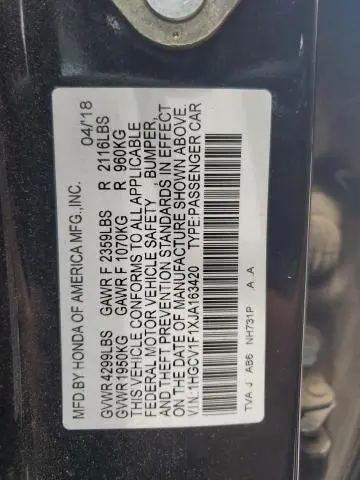 MFD BY HONDA OF AMERICA MFG.,INC. 04/18
GVWR 4299LBS GAWR F 2359LBS R 2116LBS
GVWR 1950KG GAWR F 1070KG R 960KG
THIS VEHICLE CONFORMS TO ALL APPLICABLE
FEDERAL MOTOR VEHICLE SAFETY BUMPER,
AND THEFT PREVENTION STANDARDS IN EFFECT
ON THE DATE OF MANUFACTURE SHOWN ABOVE.
V.I.N.:1HGCV1F1XJA163420 TYPE:PASSENGER CAR
TVA J AB6 NH731P A .A